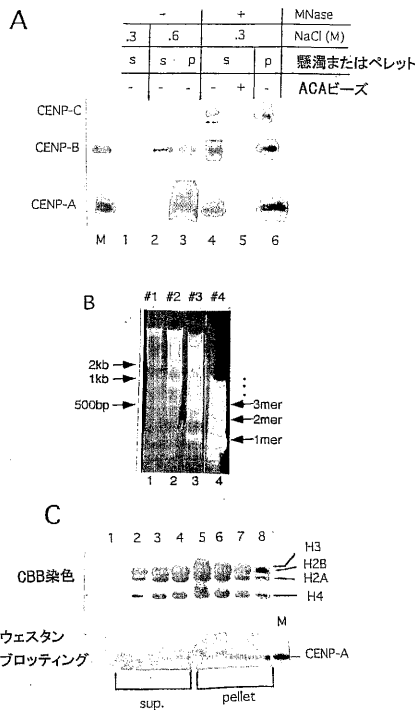 A
- + MNase
.3 .6 .3 NaCl (M)
s s p s p 懸濁またはペレット
- - - - + - ACAビーズ
CENP-C
CENP-B
CENP-A
M 1 2 3 4 5 6
B
#1 #2 #3 #4
2kb
1kb
500bp
3mer
2mer
1mer
1 2 3 4
C
1 2 3 4 5 6 7 8
CBB染色
H3
H2B
H2A
H4
M
ウェスタン
ブロッティング
CENP-A
sup. pellet